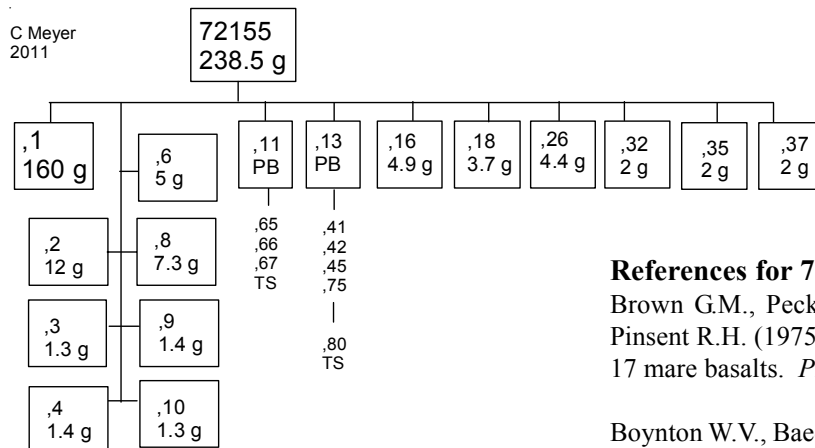 C Meyer
2011
72155
238.5 g
,1
160 g
,6
5 g
,11
PB
,13
PB
,16
4.9 g
,18
3.7 g
,26
4.4 g
,32
2 g
,35
2 g
,37
2 g
,2
12 g
,8
7.3 g
,3
1.3 g
,9
1.4 g
,4
1.4 g
,10
1.3 g
,65
,66
,67
TS
,41
,42
,45
,75
,80
TS
References for 7
Brown G.M., Peck
Pinsent R.H. (1975
17 mare basalts. P
Boynton W.V., Bae